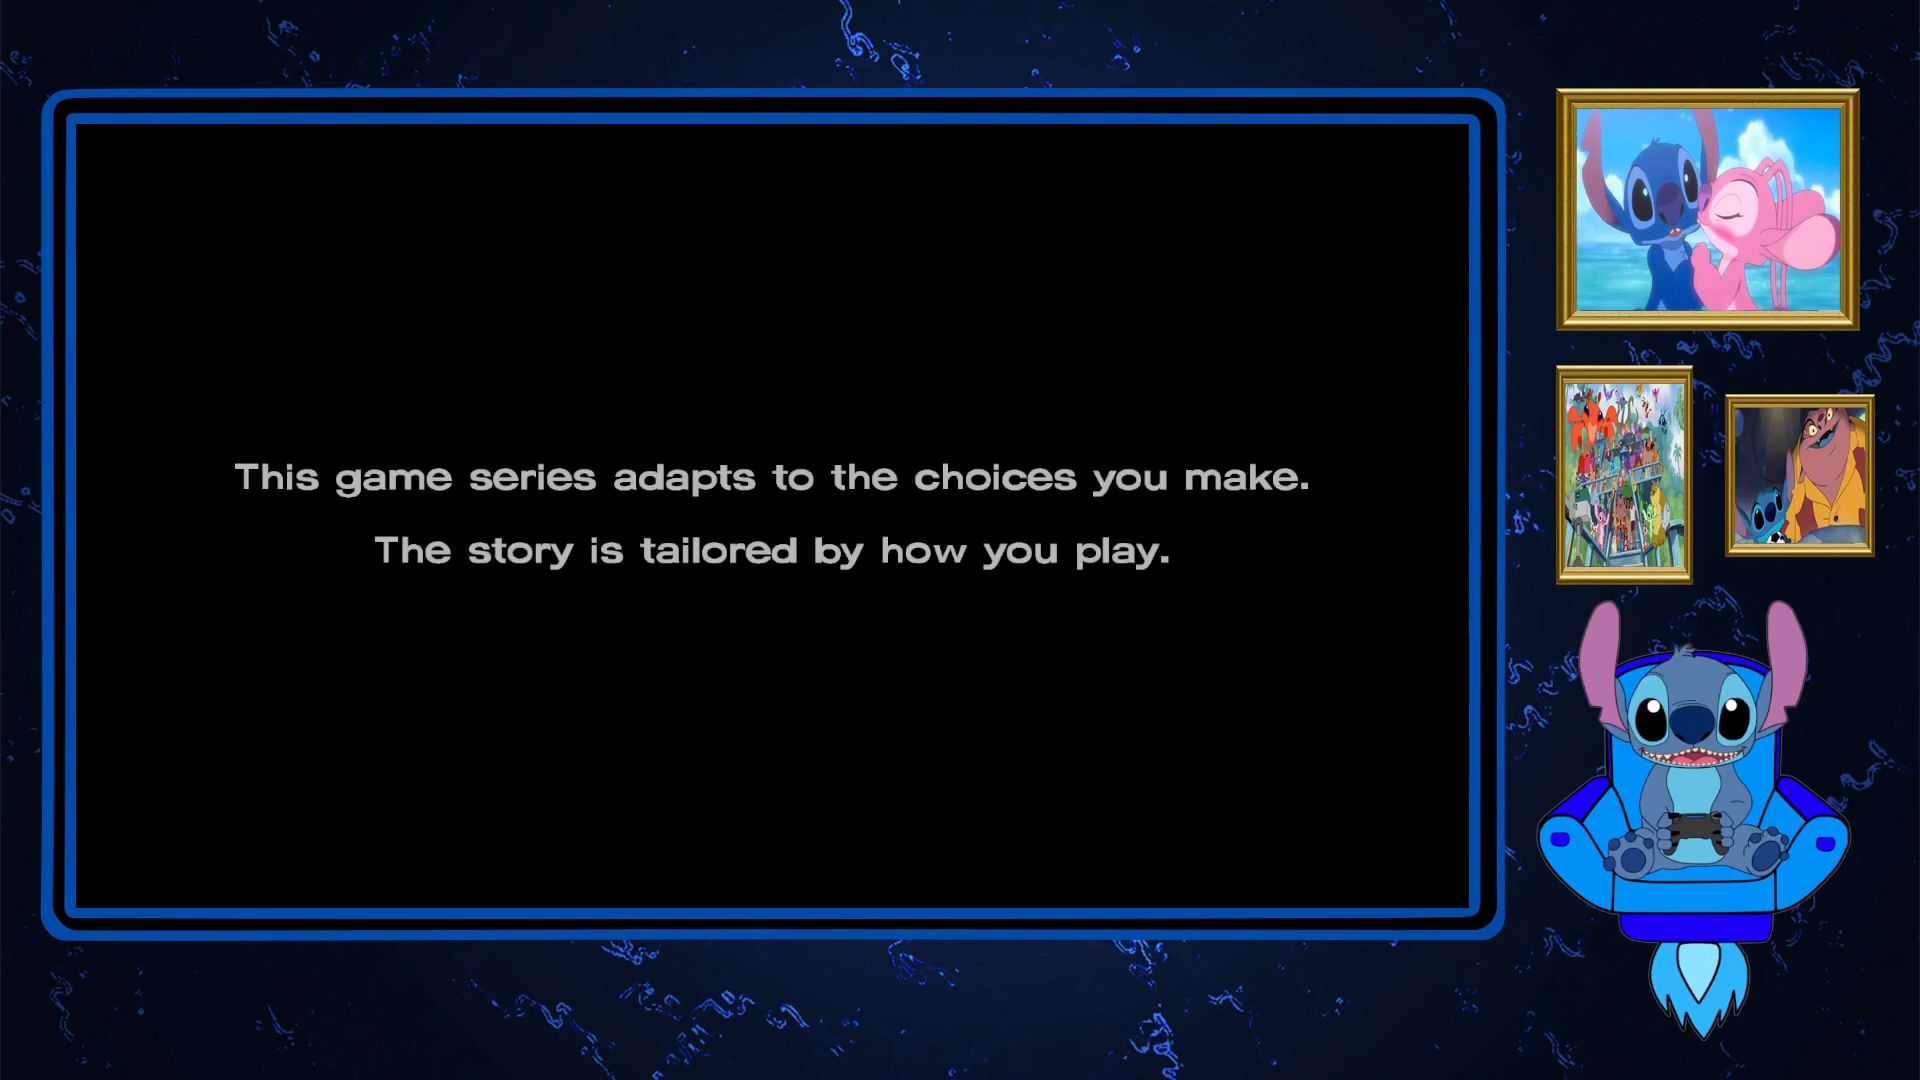 This game series adapts to the choices you make.
The story is tailored by how you play.